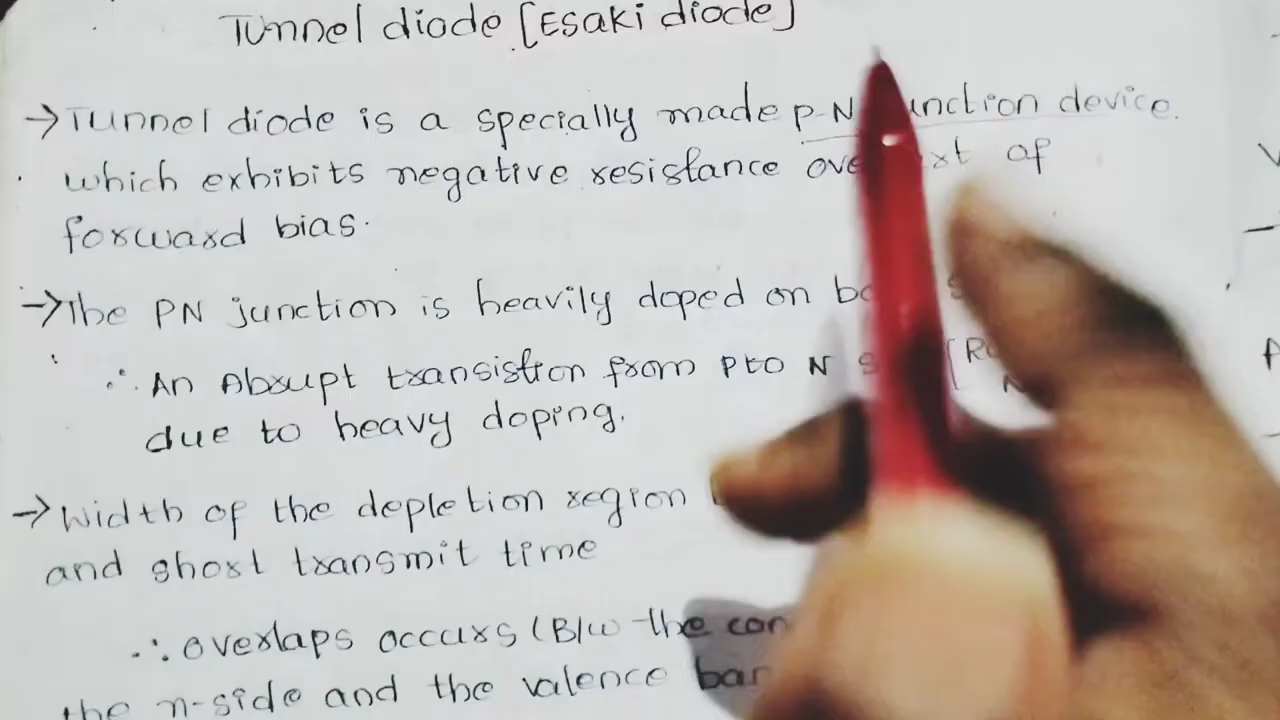 Tunnel diode [Esaki diode]
→ Tunnel diode is a specially made P-N junction device.
which exhibits negative resistance of
forward bias.
→ The PN junction is heavily doped on
∴ An Abrupt transistion from P to N
due to heavy doping.
→ Width of the depletion region
and short transmit time
∴ overlaps occurs (B/w the
the n-side and the valence